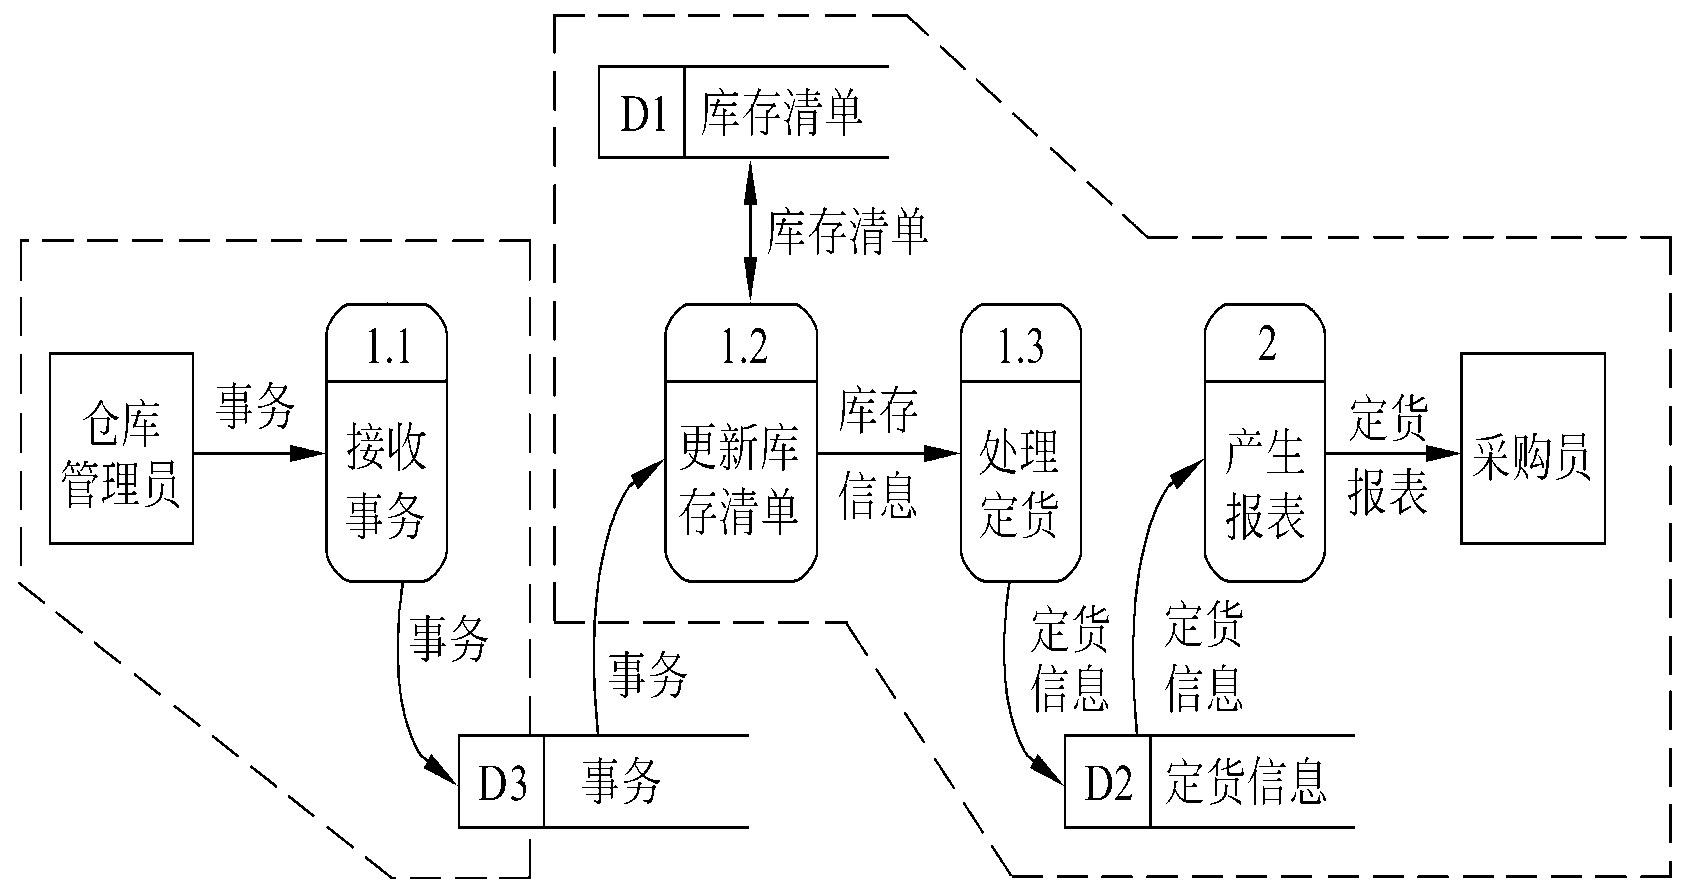 D1
库存清单
库存清单
仓库
管理员
事务
1.1
接收
事务
事务
D3
事务
事务
1.2
更新库
存清单
库存
信息
1.3
处理
定货
定货
信息
D2
定货信息
定货
信息
2
产生
报表
定货
报表
采购员